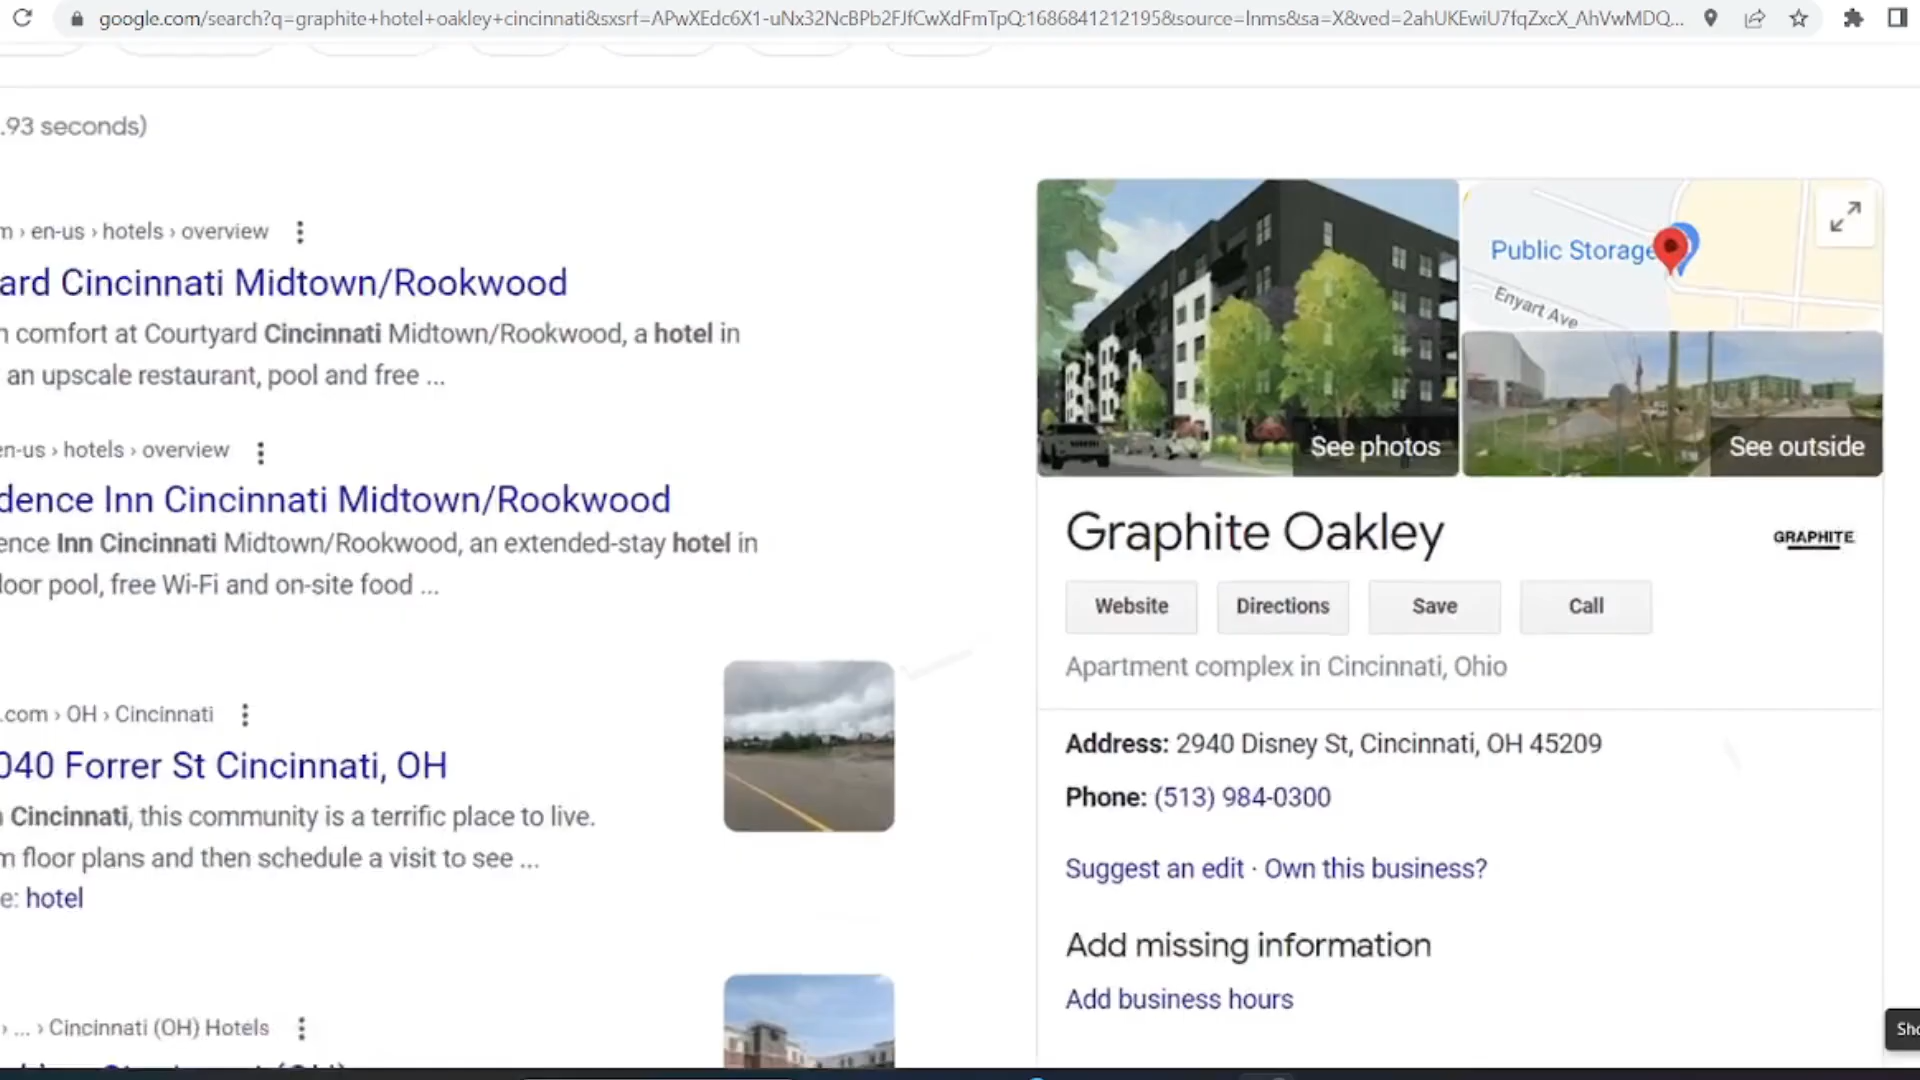 google.com/search?q=graphite+hotel+oakley+cincinnati&sxsrf=APwXEdc6X1-uNx32NcBPb2FJfCwXdFmTpQ:1686841212195&source=lnms&sa=X&ved=2ahUKEwiU7fqZxcX_AhVwMDQ...
.93 seconds)
m › en-us › hotels › overview
ard Cincinnati Midtown/Rookwood
n comfort at Courtyard Cincinnati Midtown/Rookwood, a hotel in
an upscale restaurant, pool and free ...
en-us › hotels › overview
dence Inn Cincinnati Midtown/Rookwood
ence Inn Cincinnati Midtown/Rookwood, an extended-stay hotel in
loor pool, free Wi-Fi and on-site food ...
.com › OH › Cincinnati
040 Forrer St Cincinnati, OH
Cincinnati, this community is a terrific place to live.
m floor plans and then schedule a visit to see ...
e: hotel
› ... › Cincinnati (OH) Hotels
See photos
Public Storage
Enyart Ave
See outside
Graphite Oakley
GRAPHITE
Website
Directions
Save
Call
Apartment complex in Cincinnati, Ohio
Address: 2940 Disney St, Cincinnati, OH 45209
Phone: (513) 984-0300
Suggest an edit · Own this business?
Add missing information
Add business hours
Sho